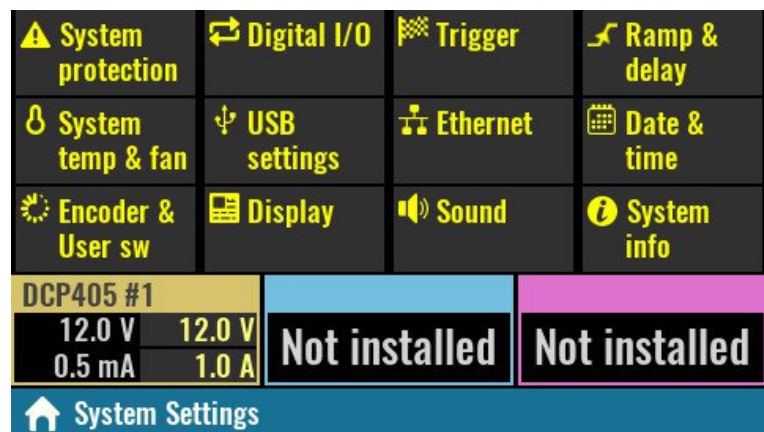 System
protection
Digital I/O
Trigger
Ramp &
delay
System
temp & fan
USB
settings
Ethernet
Date &
time
Encoder &
User sw
Display
Sound
System
info
DCP405 #1
12.0 V 12.0 V
0.5 mA 1.0 A
Not installed
Not installed
System Settings